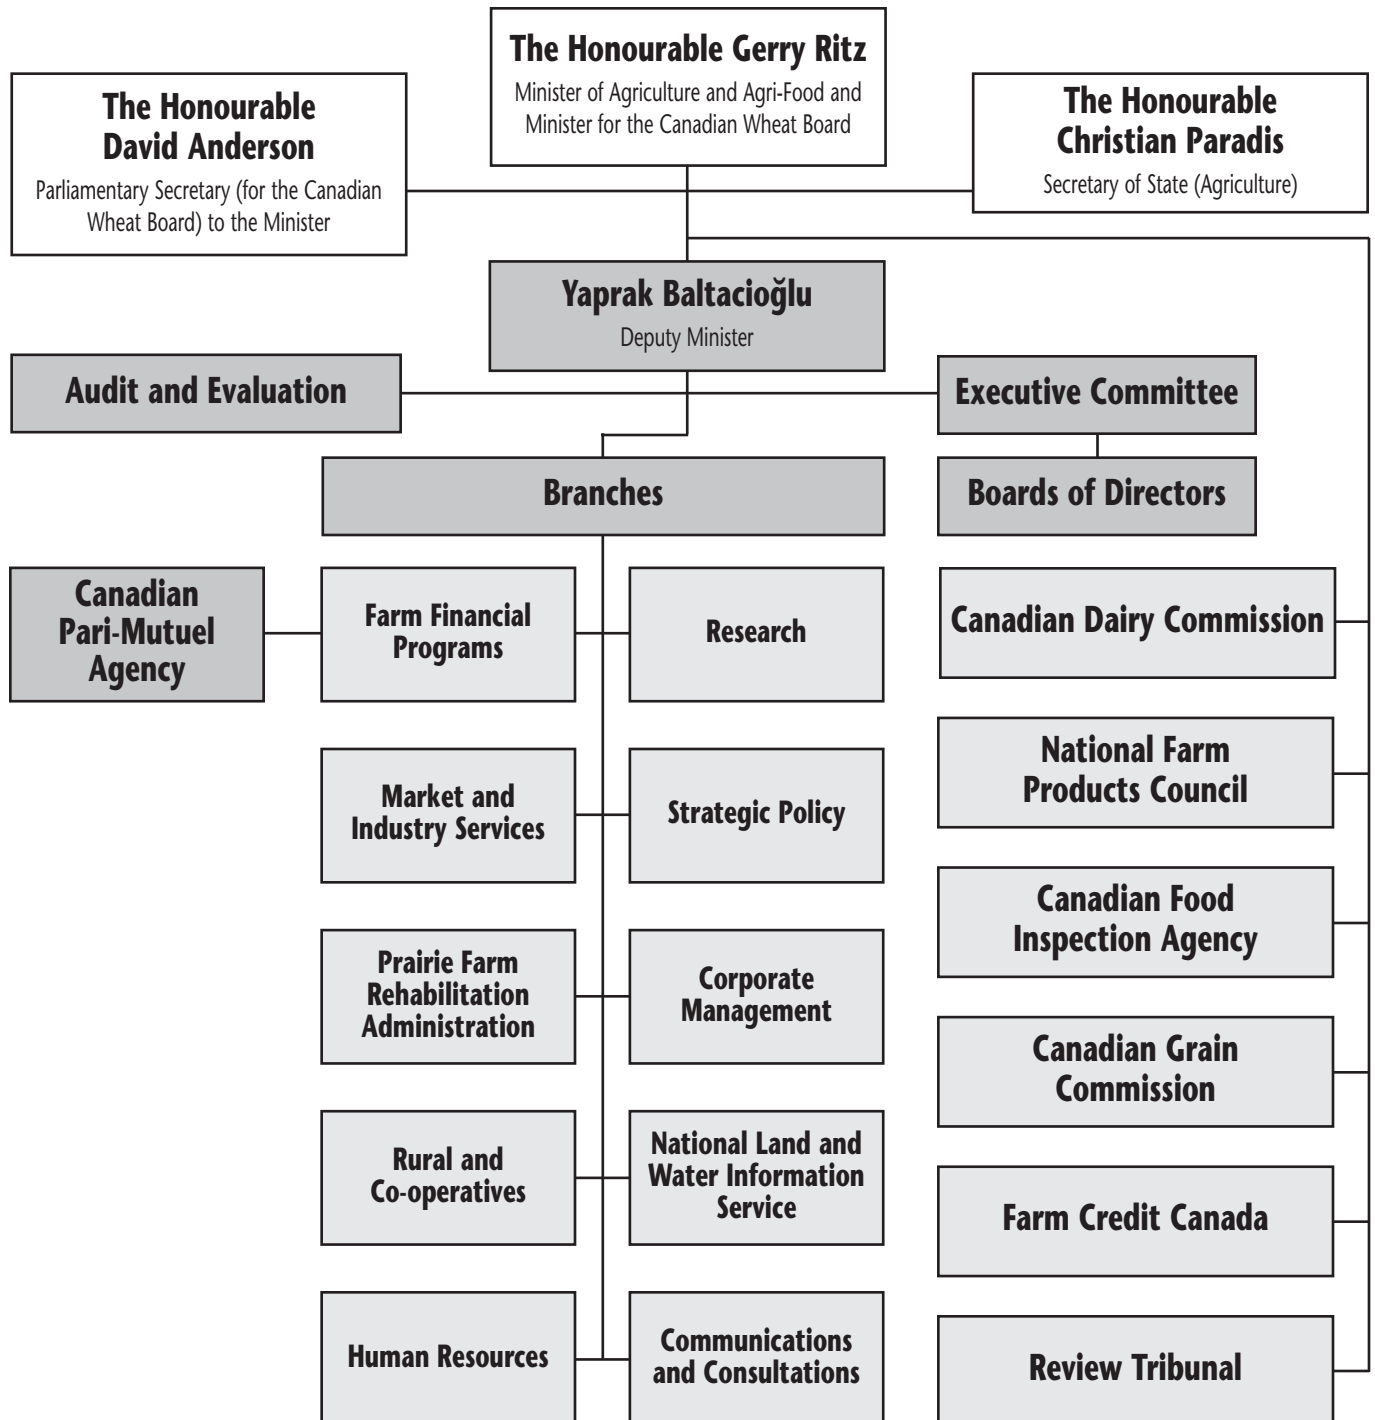 The Honourable Gerry Ritz
Minister of Agriculture and Agri-Food and
Minister for the Canadian Wheat Board
The Honourable
David Anderson
Parliamentary Secretary (for the Canadian
Wheat Board) to the Minister
The Honourable
Christian Paradis
Secretary of State (Agriculture)
Yaprak Baltacioğlu
Deputy Minister
Audit and Evaluation
Executive Committee
Branches
Boards of Directors
Canadian
Pari-Mutuel
Agency
Farm Financial
Programs
Research
Canadian Dairy Commission
Market and
Industry Services
Strategic Policy
National Farm
Products Council
Prairie Farm
Rehabilitation
Administration
Corporate
Management
Canadian Food
Inspection Agency
Canadian Grain
Commission
Rural and
Co-operatives
National Land and
Water Information
Service
Farm Credit Canada
Human Resources
Communications
and Consultations
Review Tribunal